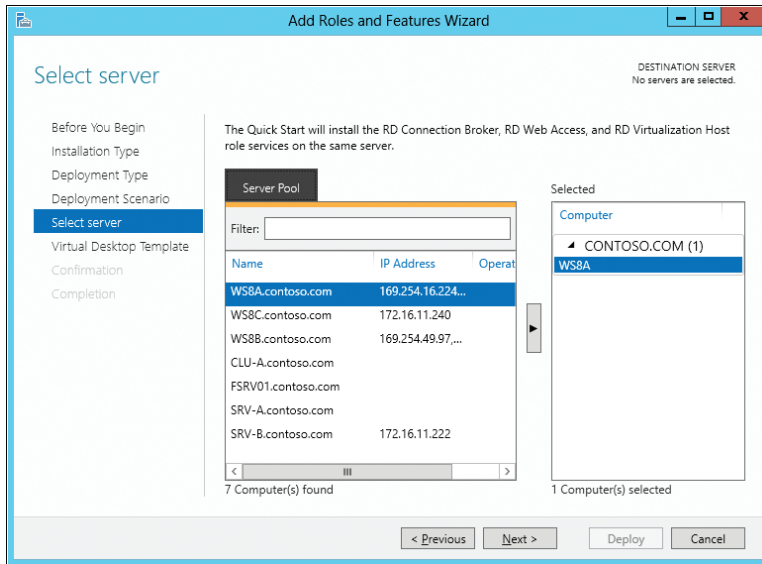 Add Roles and Features Wizard
Select server
DESTINATION SERVER
No servers are selected.
Before You Begin
Installation Type
Deployment Type
Deployment Scenario
Select server
Virtual Desktop Template
Confirmation
Completion
The Quick Start will install the RD Connection Broker, RD Web Access, and RD Virtualization Host
role services on the same server.
Server Pool
Filter:
Name IP Address Operat
WS8A.contoso.com 169.254.16.224...
WS8C.contoso.com 172.16.11.240
WS8B.contoso.com 169.254.49.97,...
CLU-A.contoso.com
FSRV01.contoso.com
SRV-A.contoso.com
SRV-B.contoso.com 172.16.11.222
7 Computer(s) found
Selected
Computer
CONTOSO.COM (1)
WS8A
1 Computer(s) selected
< Previous Next > Deploy Cancel